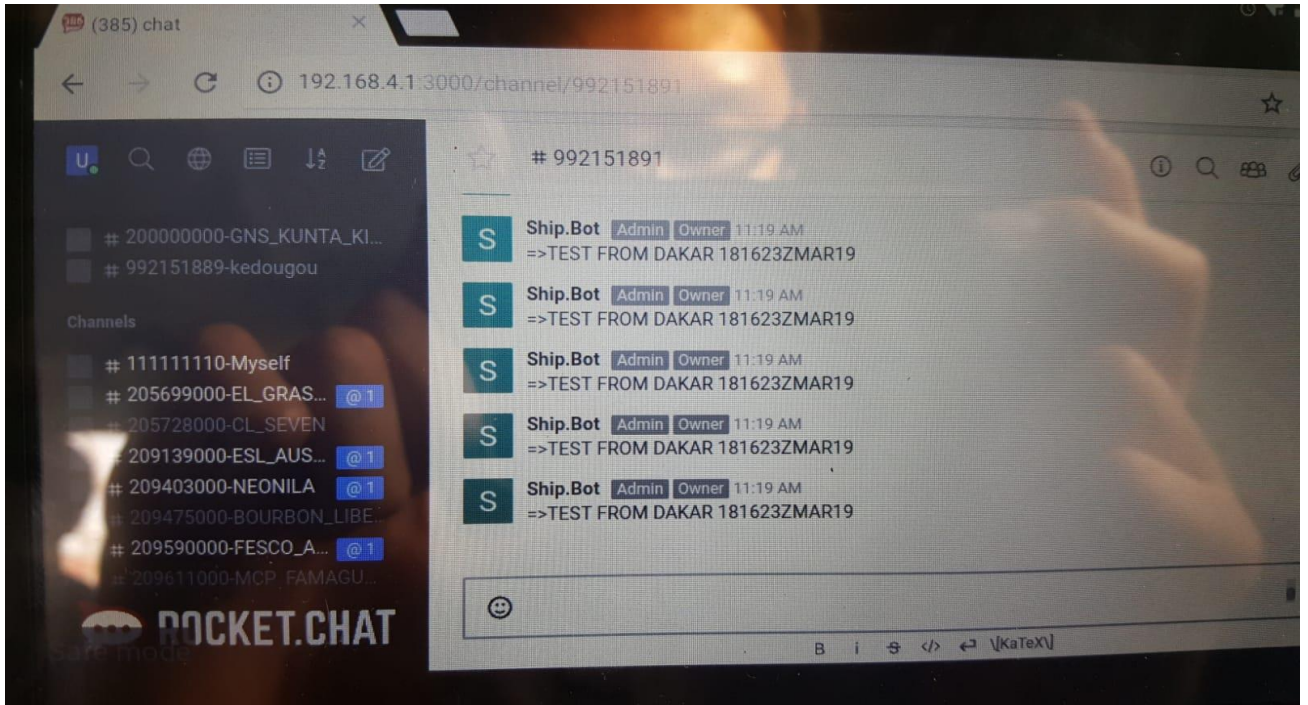 (385) chat
192.168.4.1:3000/channel/992151891
U
# 992151891
# 200000000-GNS_KUNTA_KI...
# 992151889-kedougou
Channels
# 111111110-Myself
# 205699000-EL_GRAS... @ 1
# 205728000-CL_SEVEN
# 209139000-ESL_AUS... @ 1
# 209403000-NEONILA @ 1
# 209475000-BOURBON_LIBE...
# 209590000-FESCO_A... @ 1
# 209611000-MCP_FAMAGU...
ROCKET.CHAT
Safe mode
S Ship.Bot Admin Owner 11:19 AM
=>TEST FROM DAKAR 181623ZMAR19
S Ship.Bot Admin Owner 11:19 AM
=>TEST FROM DAKAR 181623ZMAR19
S Ship.Bot Admin Owner 11:19 AM
=>TEST FROM DAKAR 181623ZMAR19
S Ship.Bot Admin Owner 11:19 AM
=>TEST FROM DAKAR 181623ZMAR19
S Ship.Bot Admin Owner 11:19 AM
=>TEST FROM DAKAR 181623ZMAR19
B i S </> \[KaTeX\]